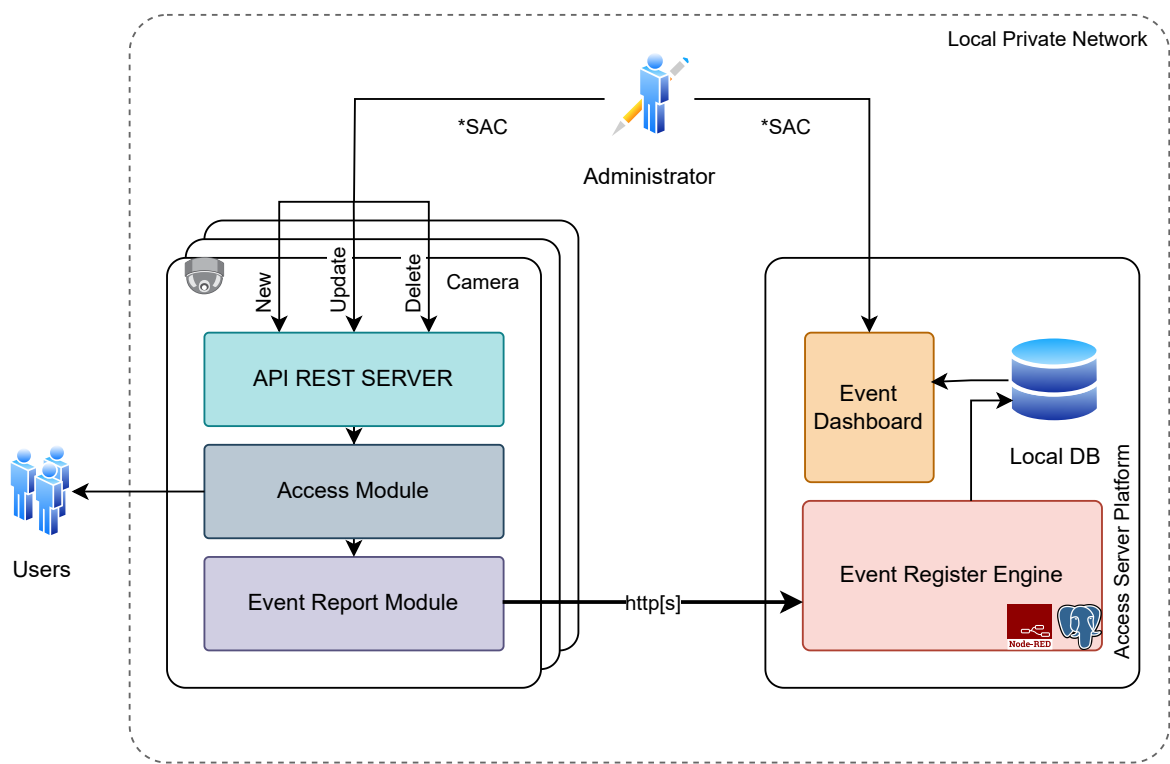 Local Private Network
*SAC
*SAC
Administrator
New
Update
Delete
Camera
API REST SERVER
Event
Dashboard
Local DB
Access Module
Users
Event Register Engine
Event Report Module
http[s]
Node-RED
Access Server Platform